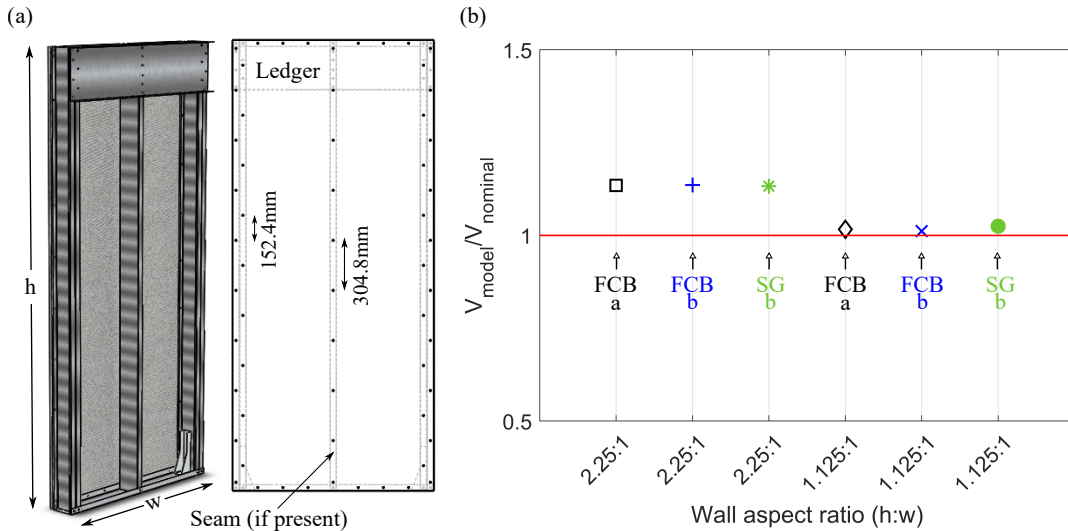 (a)
h
w
Ledger
152.4mm
304.8mm
Seam (if present)
(b)
V_model/V_nominal
1.5
1
0.5
FCB
a
FCB
b
SG
b
FCB
a
FCB
b
SG
b
2.25:1
2.25:1
2.25:1
1.125:1
1.125:1
1.125:1
Wall aspect ratio (h:w)